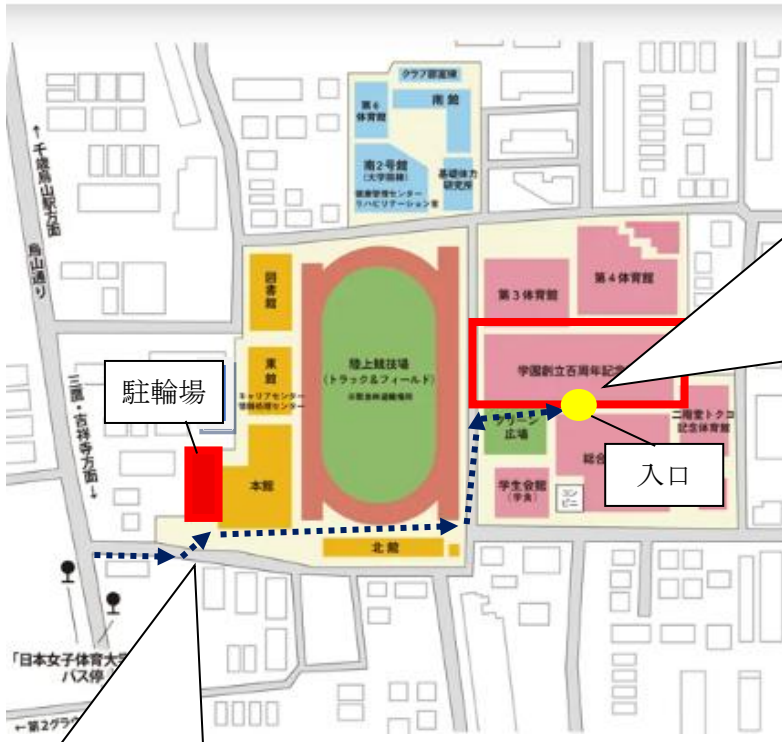 クラブ部室棟
南館
第6
体育館
南2号館
(大学院棟)
健康管理センター
リハビリテーション室
基礎体力
研究所
↑千歳烏山駅方面
烏山通り
三鷹・吉祥寺方面↓
図書館
東館
キャリアセンター
情報処理センター
本館
北館
陸上競技場
(トラック&フィールド)
第3体育館
第4体育館
学園創立百周年記念
グリーン
広場
二階堂トクヨ
記念体育館
総合
学生会館
(学食)
コンビニ
駐輪場
入口
「日本女子体育大
バス停
←第2グラウ